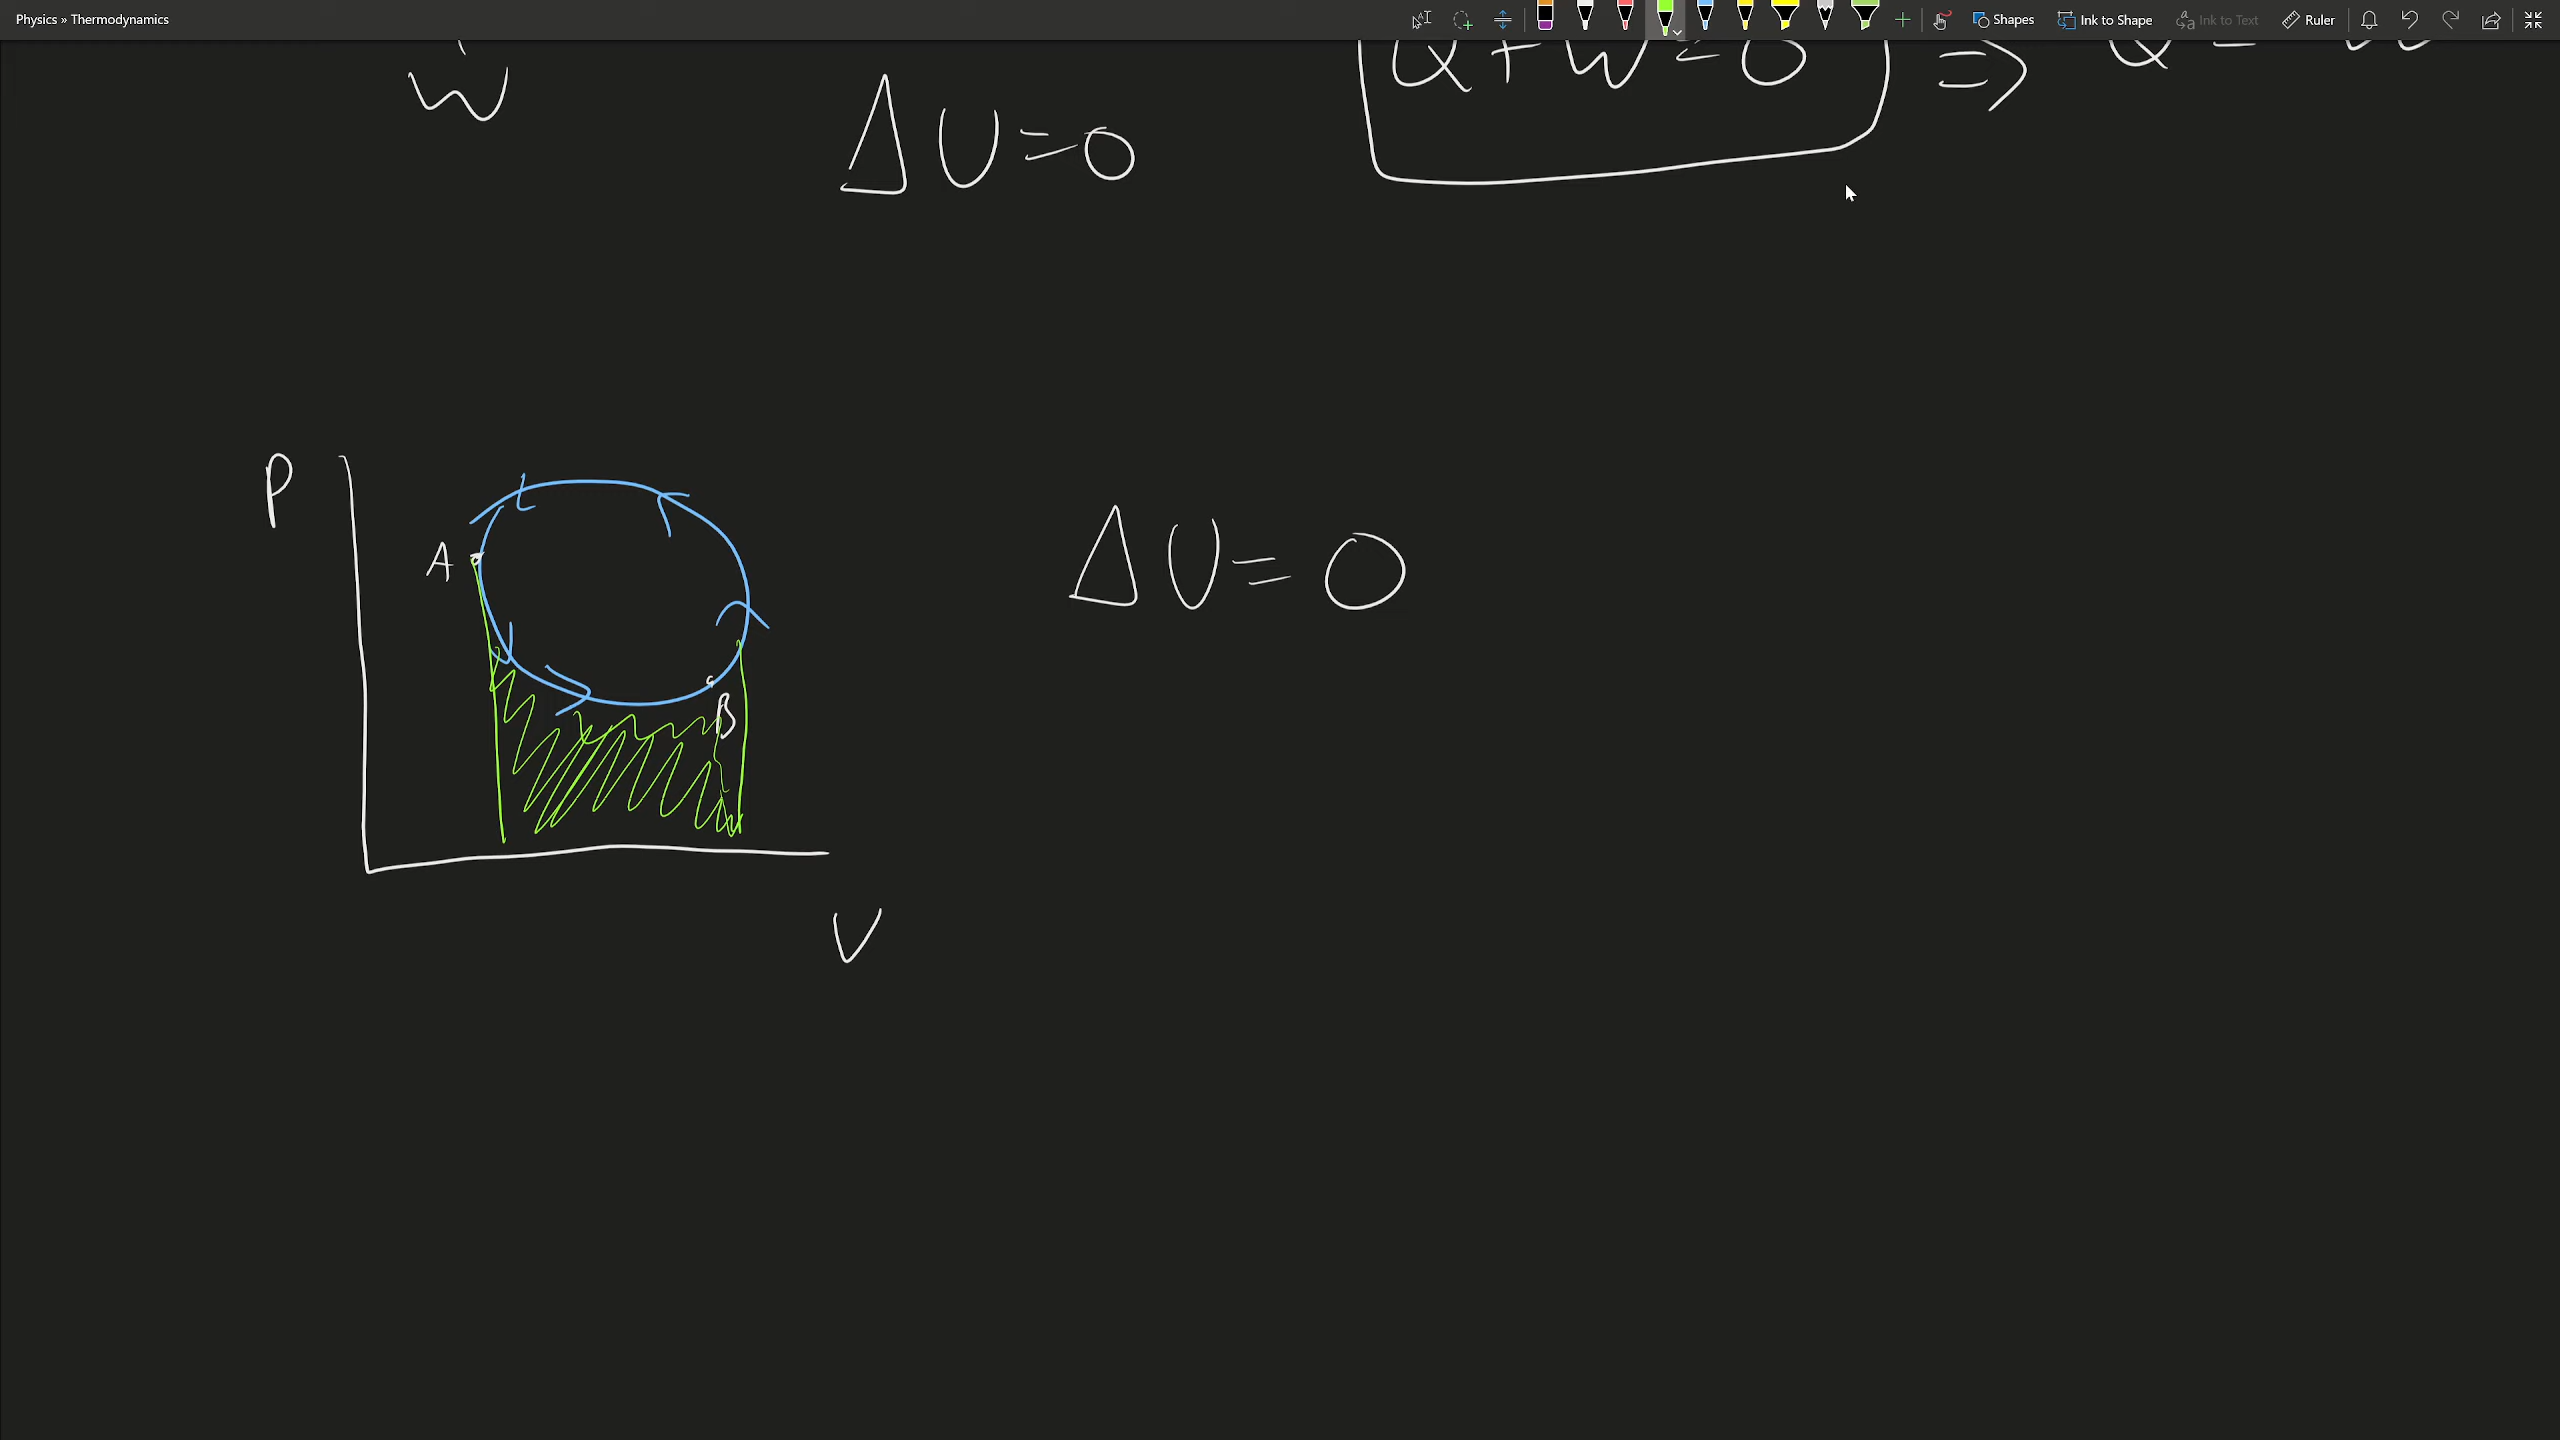 Physics » Thermodynamics
Shapes
Ink to Shape
Ink to Text
Ruler
W
Q + W = 0 ⇒ Q = -W
ΔU=0
P
A
ΔU= 0
B
V